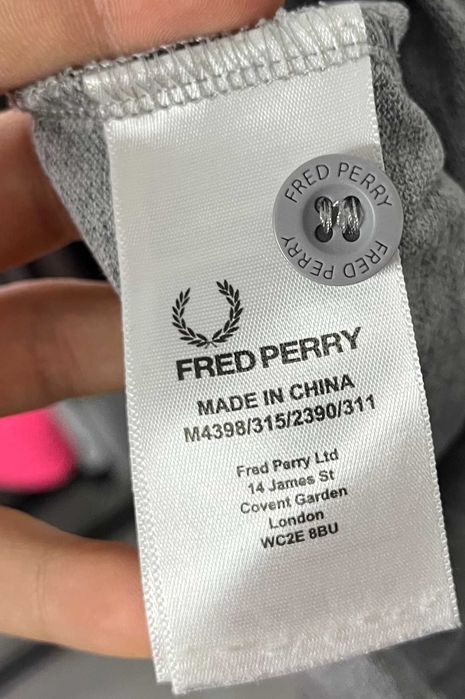 FRED PERRY
FRED PERRY
FRED PERRY
MADE IN CHINA
M4398/315/2390/311
Fred Perry Ltd
14 James St
Covent Garden
London
WC2E 8BU